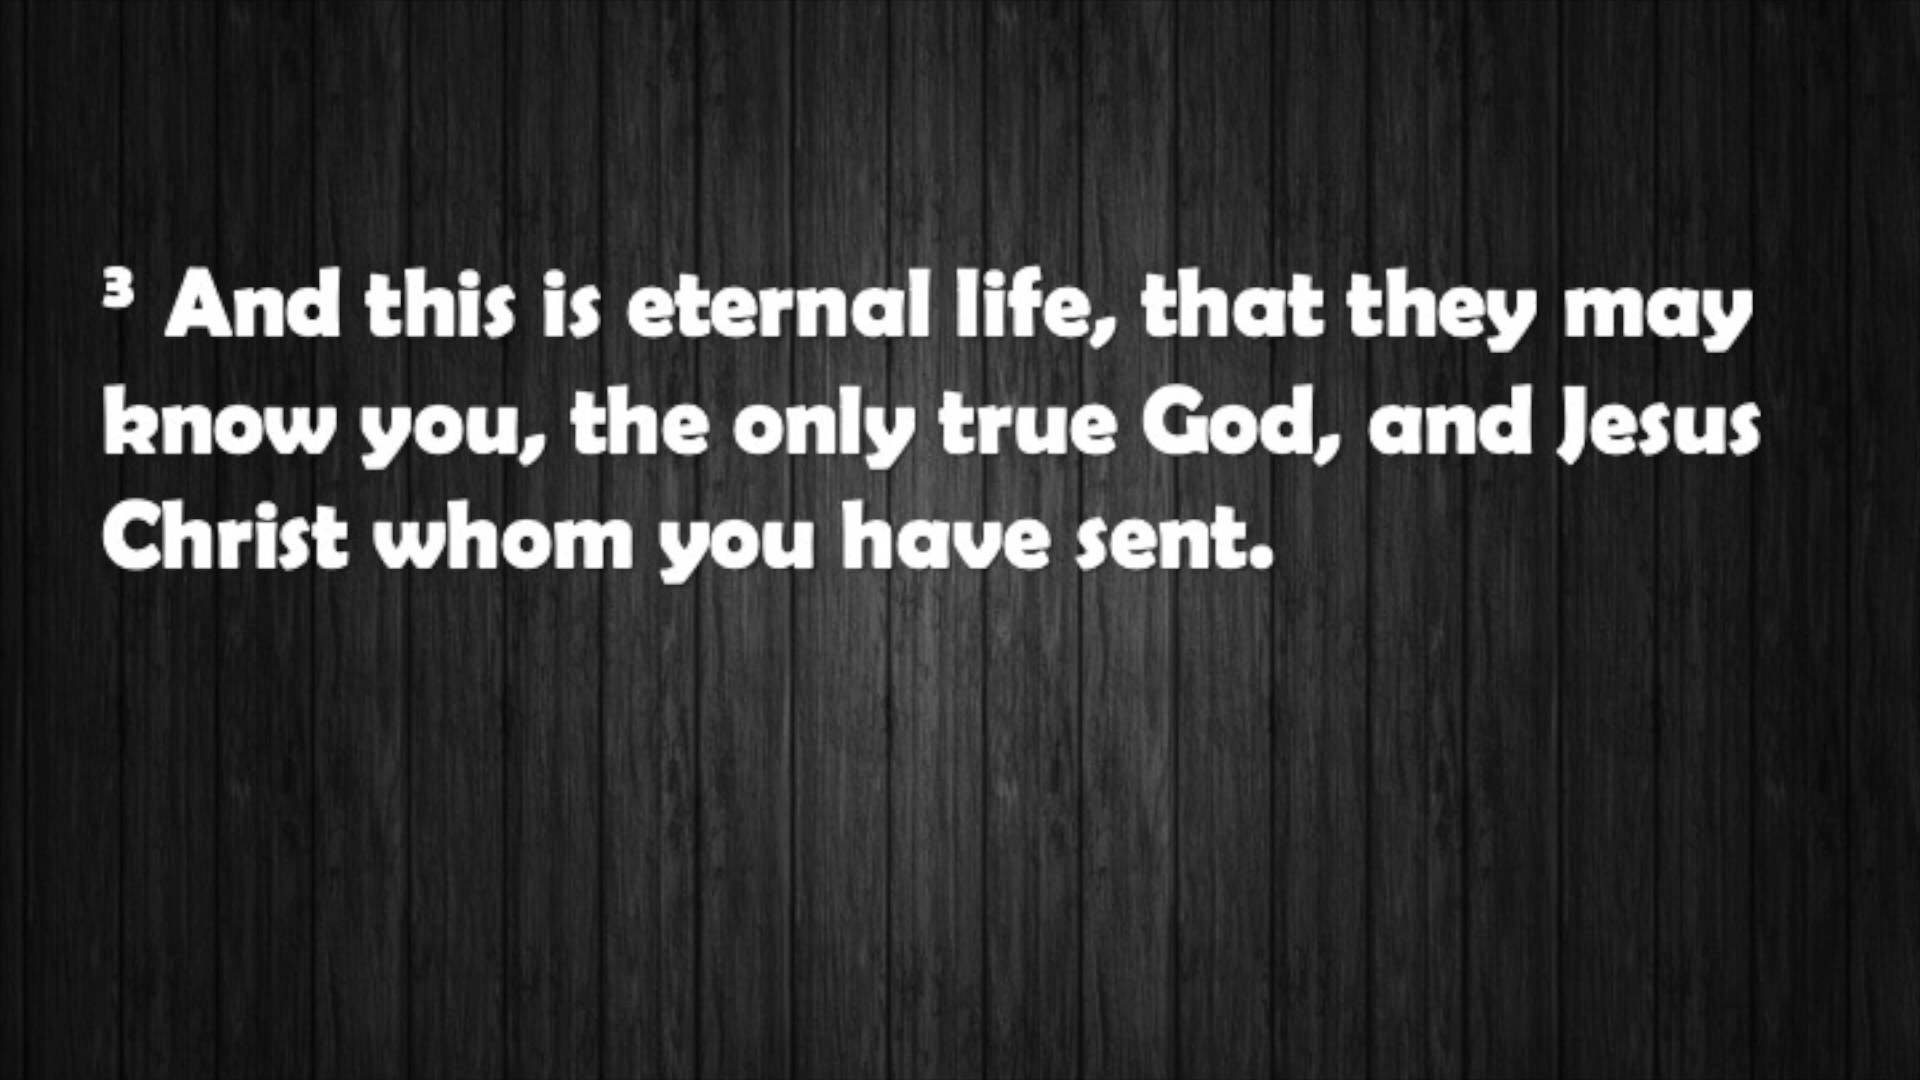 ³ And this is eternal life, that they may
know you, the only true God, and Jesus
Christ whom you have sent.